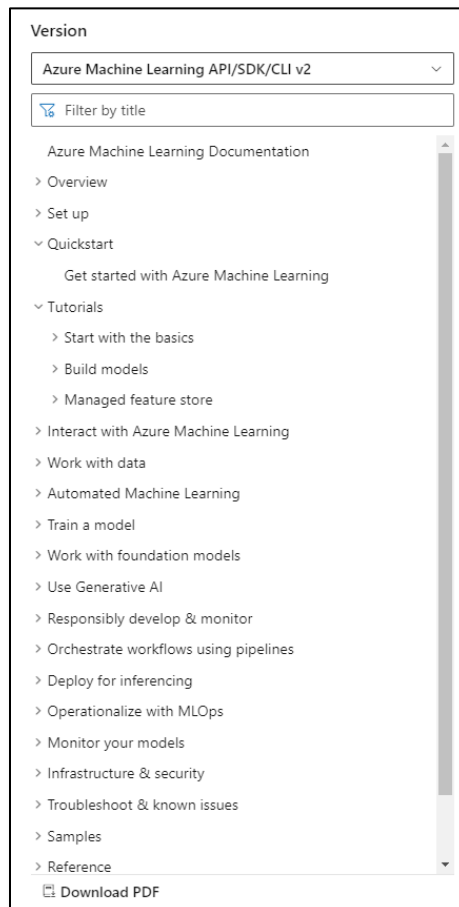 Version
Azure Machine Learning API/SDK/CLI v2
Filter by title
Azure Machine Learning Documentation
Overview
Set up
Quickstart
Get started with Azure Machine Learning
Tutorials
Start with the basics
Build models
Managed feature store
Interact with Azure Machine Learning
Work with data
Automated Machine Learning
Train a model
Work with foundation models
Use Generative AI
Responsibly develop & monitor
Orchestrate workflows using pipelines
Deploy for inferencing
Operationalize with MLOps
Monitor your models
Infrastructure & security
Troubleshoot & known issues
Samples
Reference
Download PDF